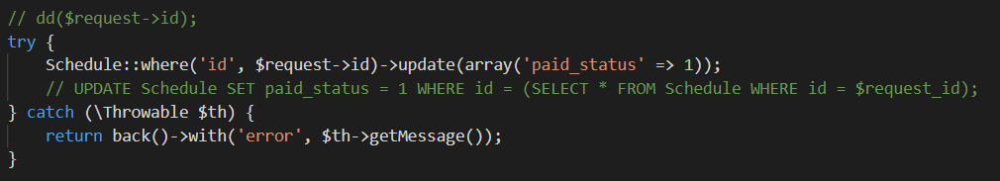 // dd($request->id);
try {
    Schedule::where('id', $request->id)->update(array('paid_status' => 1));
    // UPDATE Schedule SET paid_status = 1 WHERE id = (SELECT * FROM Schedule WHERE id = $request_id);
} catch (\Throwable $th) {
    return back()->with('error', $th->getMessage());
}